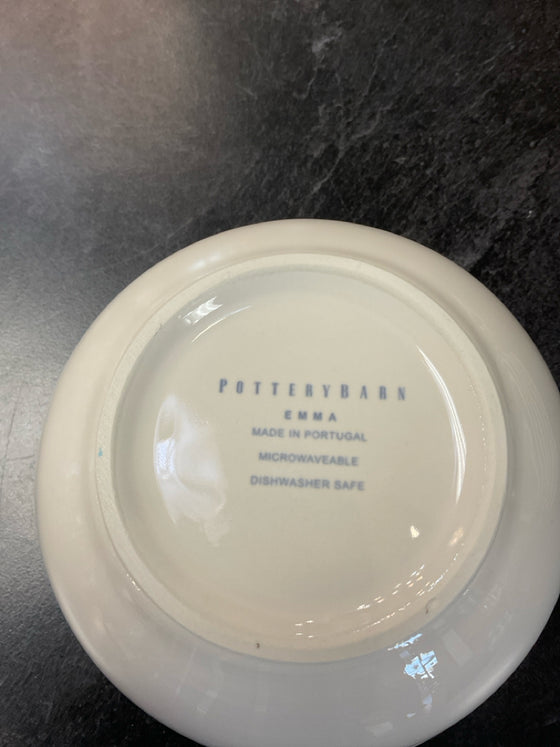 POTTERYBARN
EMMA
MADE IN PORTUGAL
MICROWAVEABLE
DISHWASHER SAFE